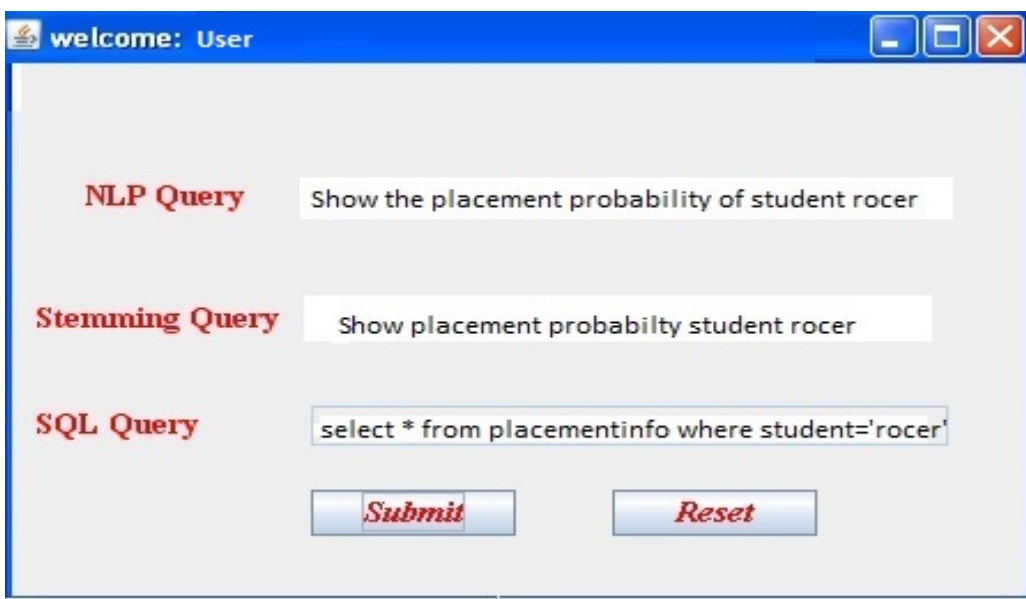 welcome: User
NLP Query Show the placement probability of student rocer
Stemming Query Show placement probabilty student rocer
SQL Query select * from placementinfo where student='rocer'
Submit Reset